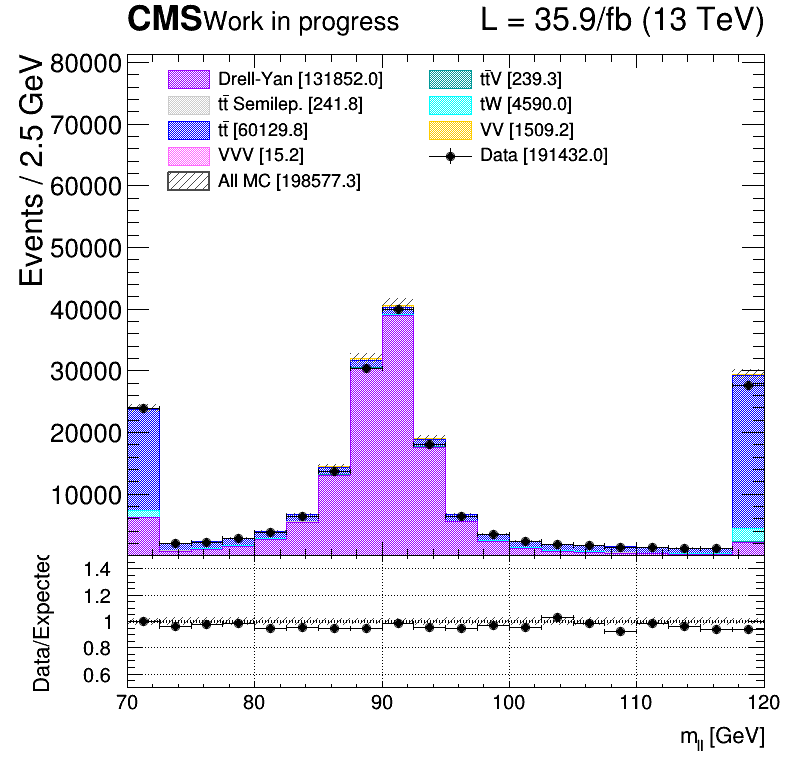 CMS Work in progress L = 35.9/fb (13 TeV)
Events / 2.5 GeV
80000
70000
60000
50000
40000
30000
20000
10000
Drell-Yan [131852.0]
tt̄ Semilep. [241.8]
tt̄ [60129.8]
VVV [15.2]
All MC [198577.3]
tt̄V [239.3]
tW [4590.0]
VV [1509.2]
Data [191432.0]
Data/Expected
1.4
1.2
1
0.8
0.6
70 80 90 100 110 120
m_ll [GeV]